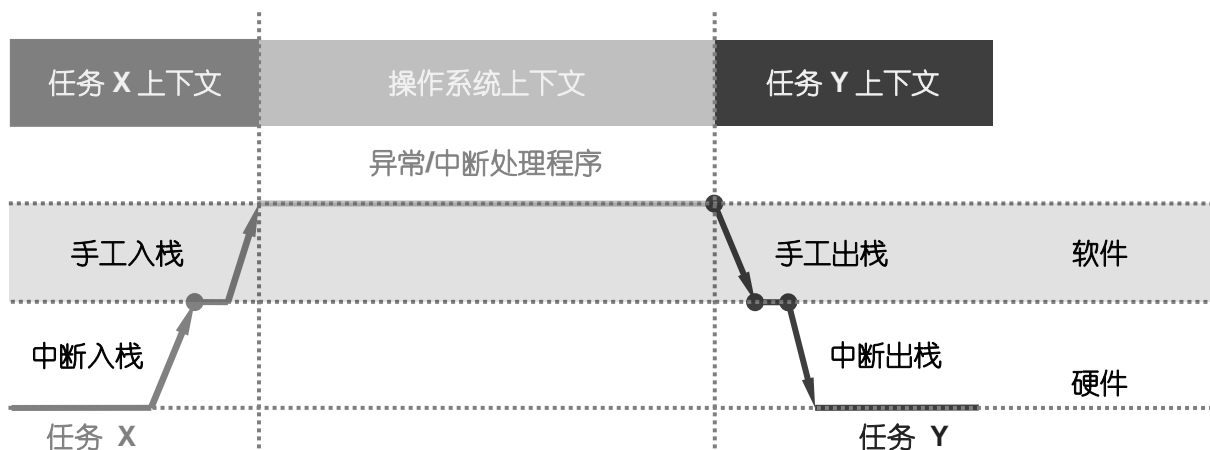 任务 X 上下文 操作系统上下文 任务 Y 上下文
异常/中断处理程序
手工入栈 手工出栈 软件
中断入栈 中断出栈
硬件
任务 X 任务 Y